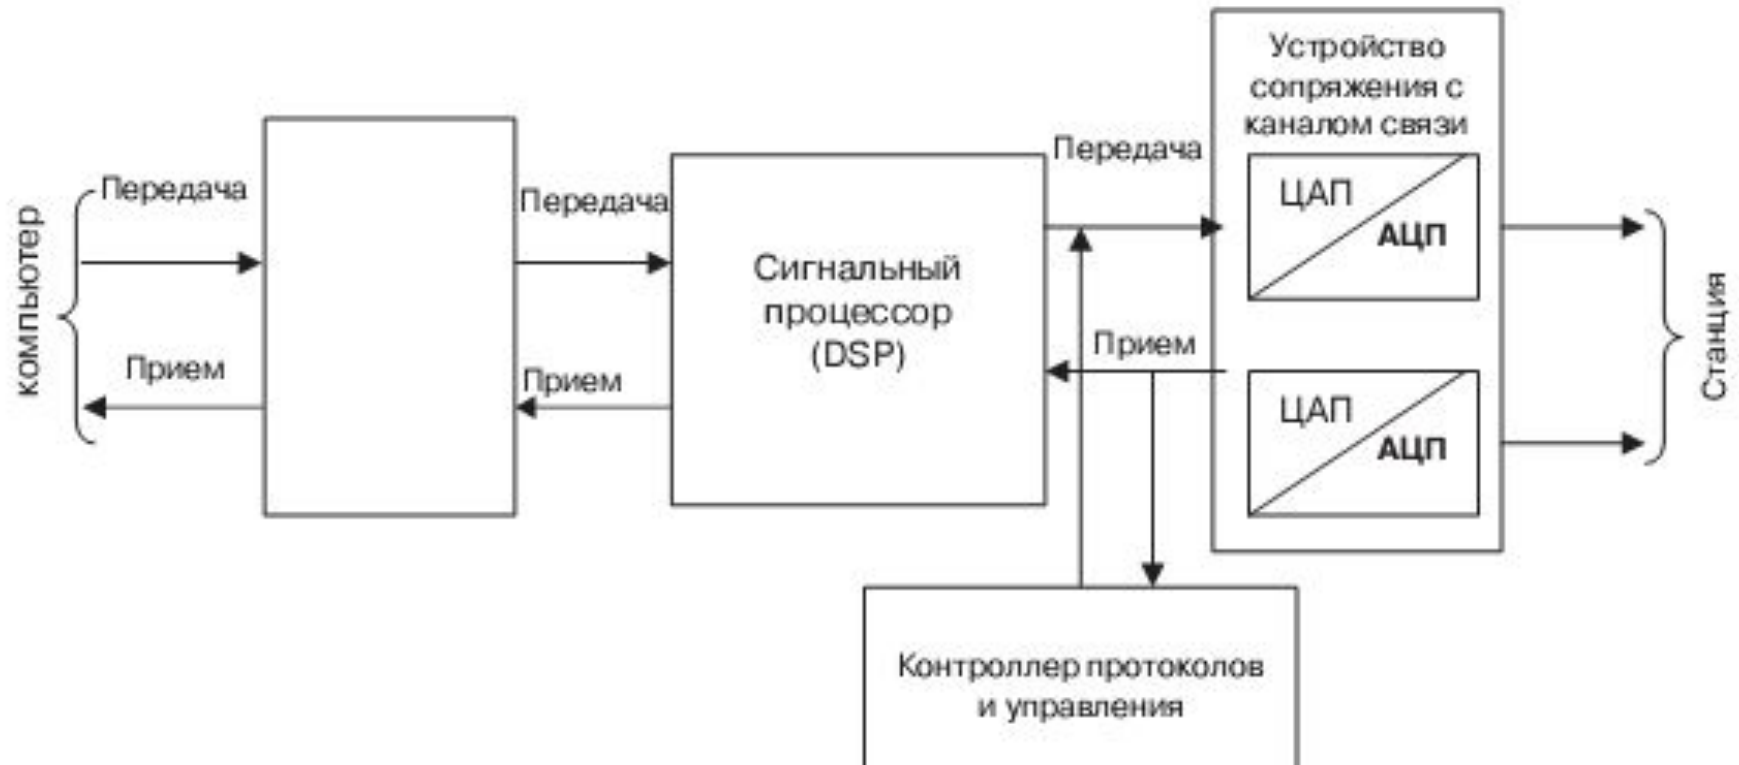 Устройство
сопряжения с
каналом связи
Передача
ЦАП
АЦП
Передача
Передача
компьютер
Сигнальный
процессор
(DSP)
Станция
Прием
Прием
Прием
ЦАП
АЦП
Контроллер протоколов
и управления